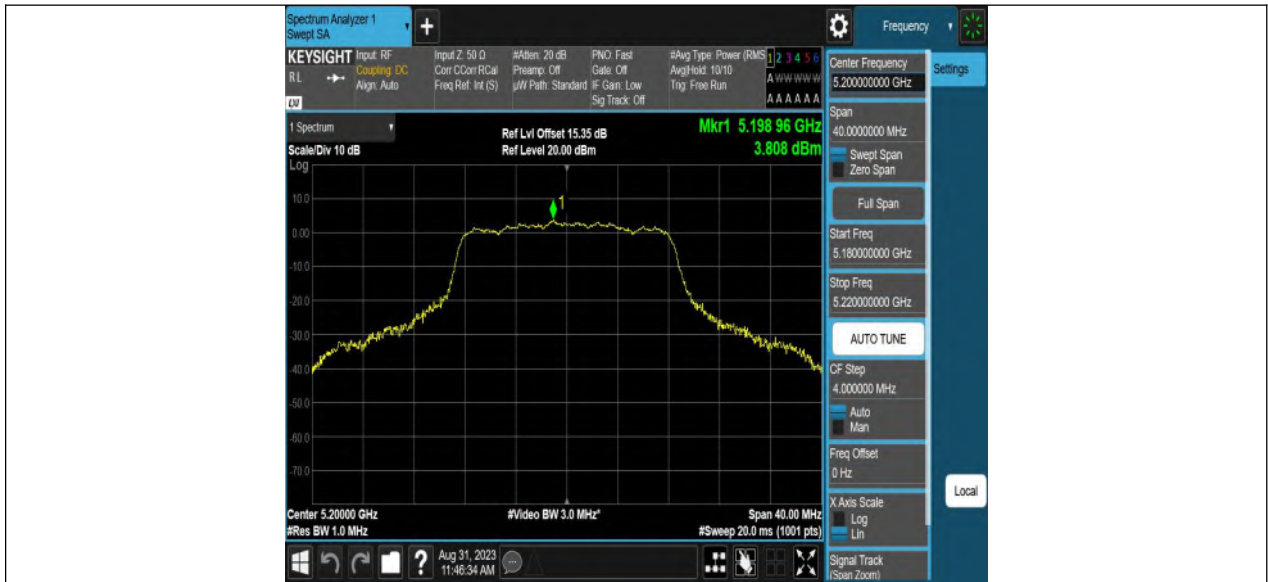 Spectrum Analyzer 1
Swept SA
+
Frequency
KEYSIGHT
RL
LXI
Input: RF
Coupling: DC
Align: Auto
Input Z: 50 Ω
Corr CCorr RCal
Freq Ref: Int (S)
#Atten: 20 dB
Preamp: Off
µW Path: Standard
PNO: Fast
Gate: Off
IF Gain: Low
Sig Track: Off
#Avg Type: Power (RMS
Avg|Hold: 10/10
Trig: Free Run
1 2 3 4 5 6
A W W W W W
A A A A A A
1 Spectrum
Scale/Div 10 dB
Log
Ref Lvl Offset 15.35 dB
Ref Level 20.00 dBm
Mkr1 5.198 96 GHz
3.808 dBm
1
10.0
0.00
-10.0
-20.0
-30.0
-40.0
-50.0
-60.0
-70.0
Center 5.20000 GHz
#Res BW 1.0 MHz
#Video BW 3.0 MHz*
Span 40.00 MHz
#Sweep 20.0 ms (1001 pts)
?
Aug 31, 2023
11:46:34 AM
Center Frequency
5.200000000 GHz
Settings
Span
40.0000000 MHz
Swept Span
Zero Span
Full Span
Start Freq
5.180000000 GHz
Stop Freq
5.220000000 GHz
AUTO TUNE
CF Step
4.000000 MHz
Auto
Man
Freq Offset
0 Hz
X Axis Scale
Log
Lin
Signal Track
(Span Zoom)
Local